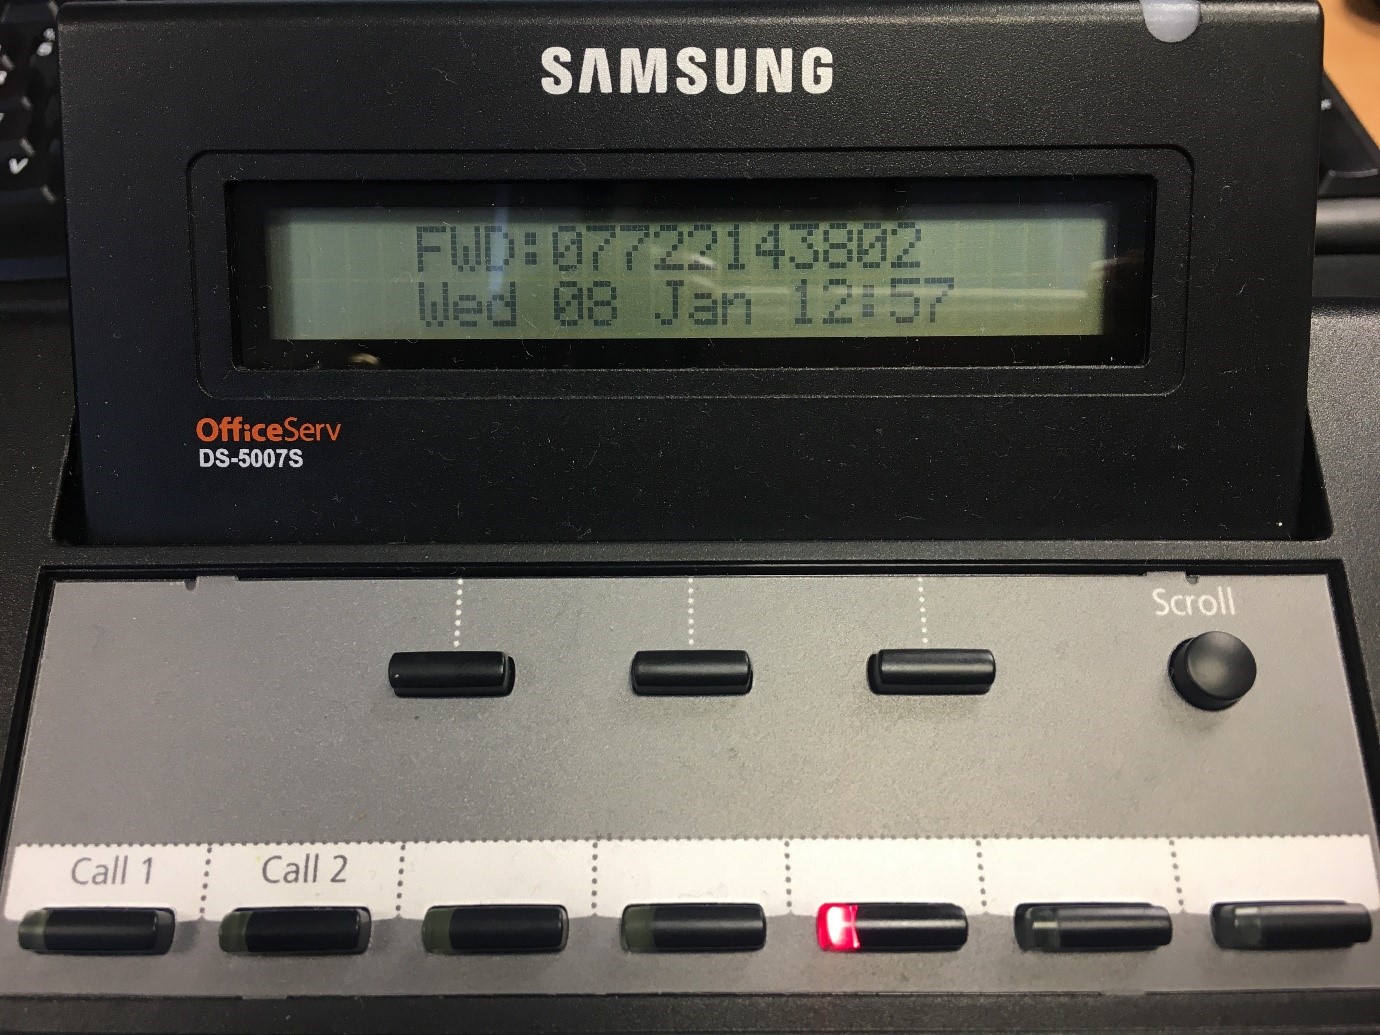 SAMSUNG
FWD:07722143802
Wed 08 Jan 12:57
OfficeServ
DS-5007S
Scroll
Call 1
Call 2